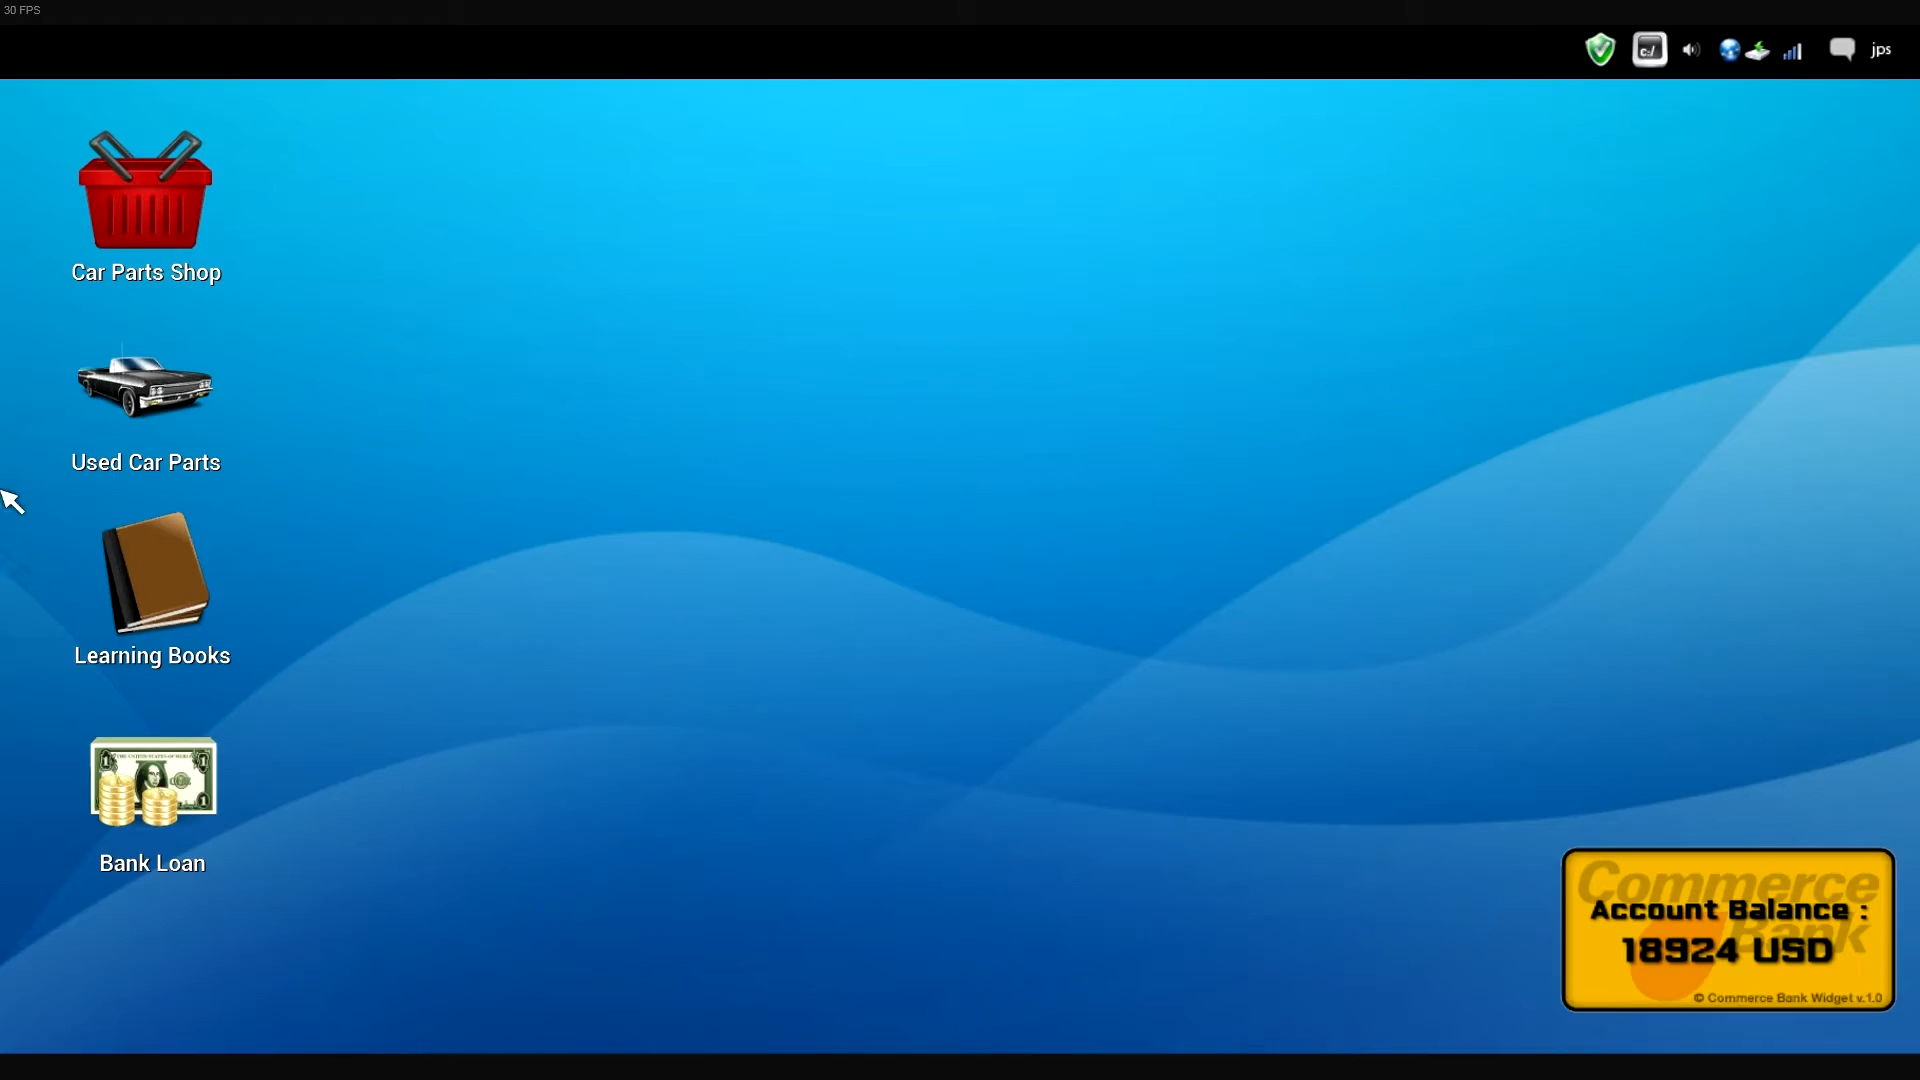 30 FPS
c:/
jps
Car Parts Shop
Used Car Parts
Learning Books
Bank Loan
Commerce
Bank
Account Balance :
18924 USD
© Commerce Bank Widget v.1.0